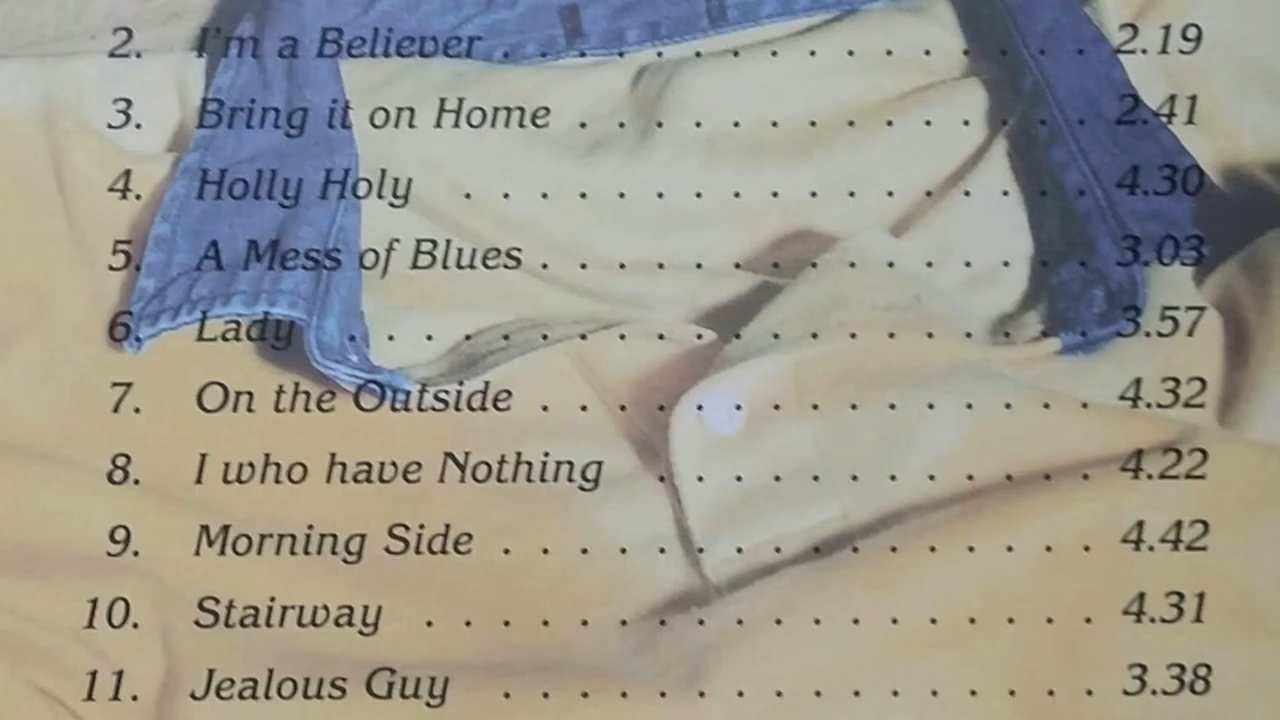 2. I'm a Believer . . . . . . . . . . . . . . . . 2.19
3. Bring it on Home . . . . . . . . . . . . . . 2.41
4. Holly Holy . . . . . . . . . . . . . . . . . 4.30
5. A Mess of Blues . . . . . . . . . . . . . . . 3.03
6. Lady . . . . . . . . . . . . . . . . . . . . 3.57
7. On the Outside . . . . . . . . . . . . . . . 4.32
8. I who have Nothing . . . . . . . . . . . . 4.22
9. Morning Side . . . . . . . . . . . . . . . . 4.42
10. Stairway . . . . . . . . . . . . . . . . . . 4.31
11. Jealous Guy . . . . . . . . . . . . . . . . 3.38